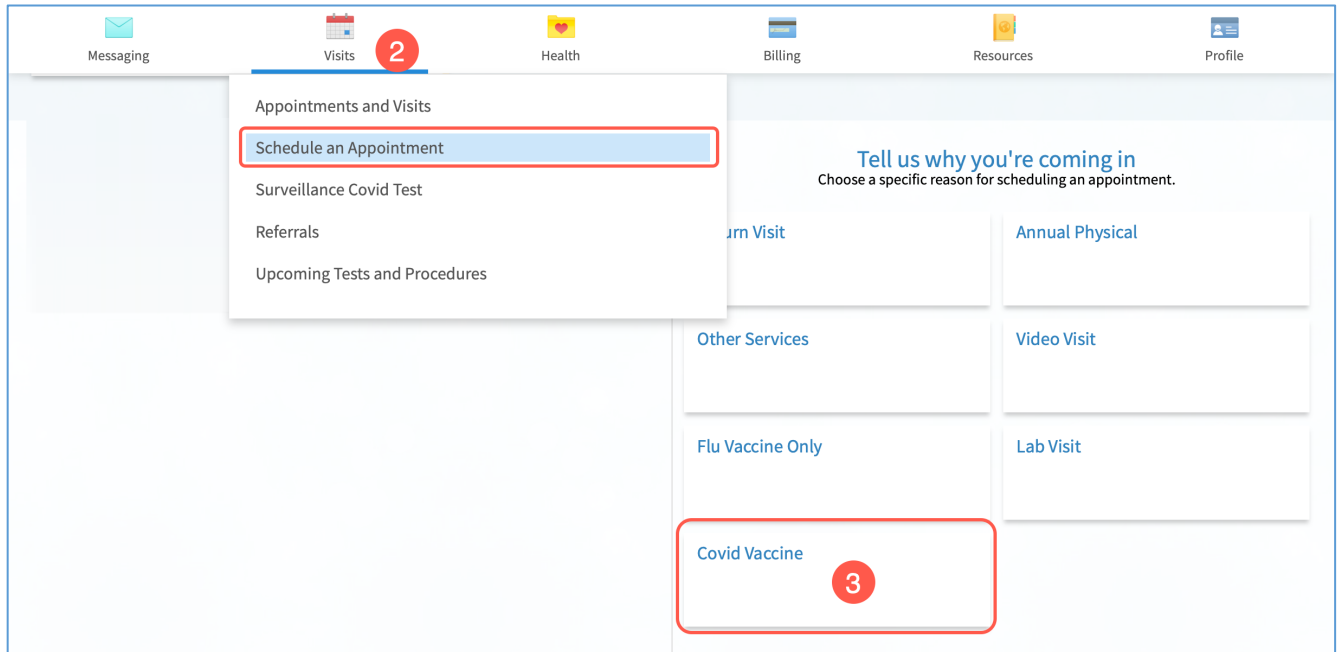 Messaging
Visits
2
Health
Billing
Resources
Profile
Appointments and Visits
Schedule an Appointment
Surveillance Covid Test
Referrals
Upcoming Tests and Procedures
Tell us why you're coming in
Choose a specific reason for scheduling an appointment.
urn Visit
Annual Physical
Other Services
Video Visit
Flu Vaccine Only
Lab Visit
Covid Vaccine
3